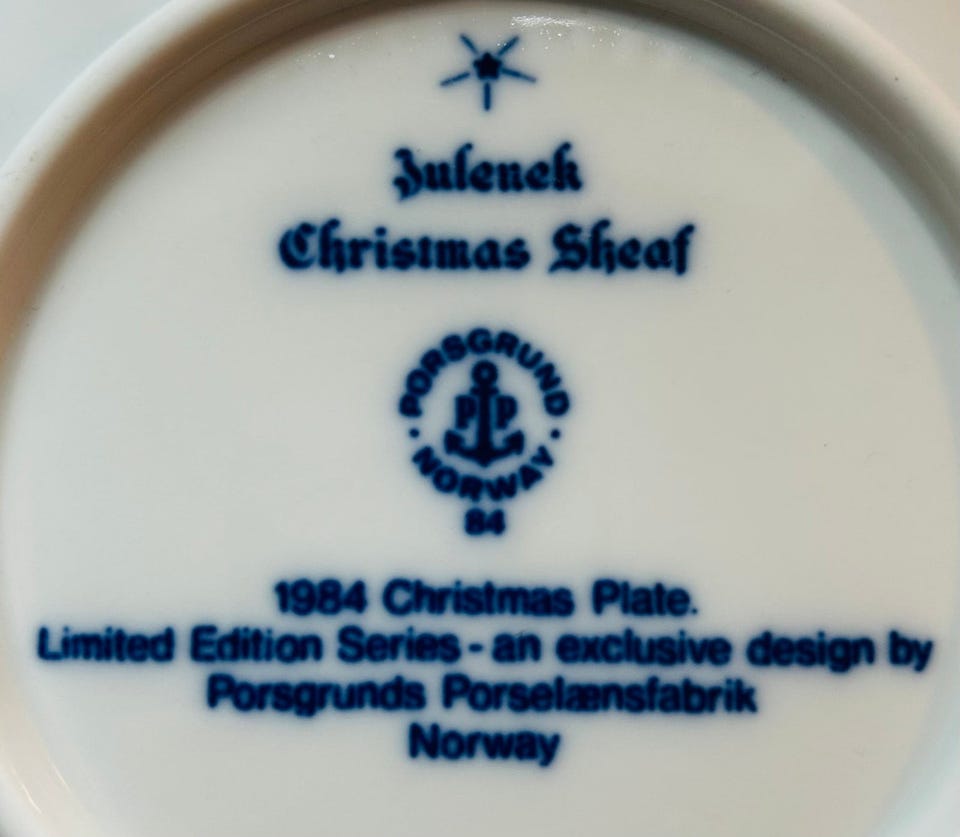 Julenek
Christmas Sheaf
PORSGRUND
P P
· NORWAY ·
84
1984 Christmas Plate.
Limited Edition Series - an exclusive design by
Porsgrunds Porselænsfabrik
Norway